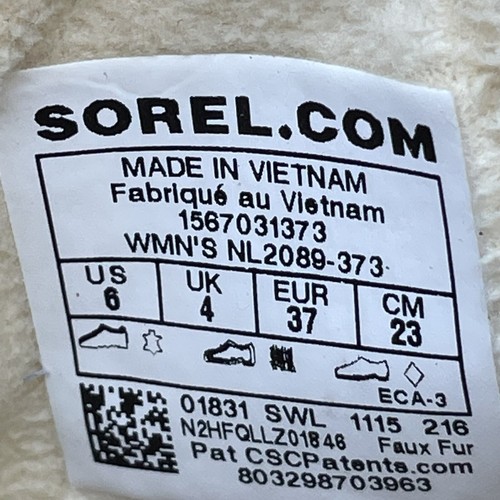 SOREL.COM
MADE IN VIETNAM
Fabriqué au Vietnam
1567031373
WMN'S NL2089-373
US UK EUR CM
6 4 37 23
ECA-3
01831 SWL 1115 216
N2HFQLLZ01846 Faux Fur
Pat CSCPatents.com
803298703963